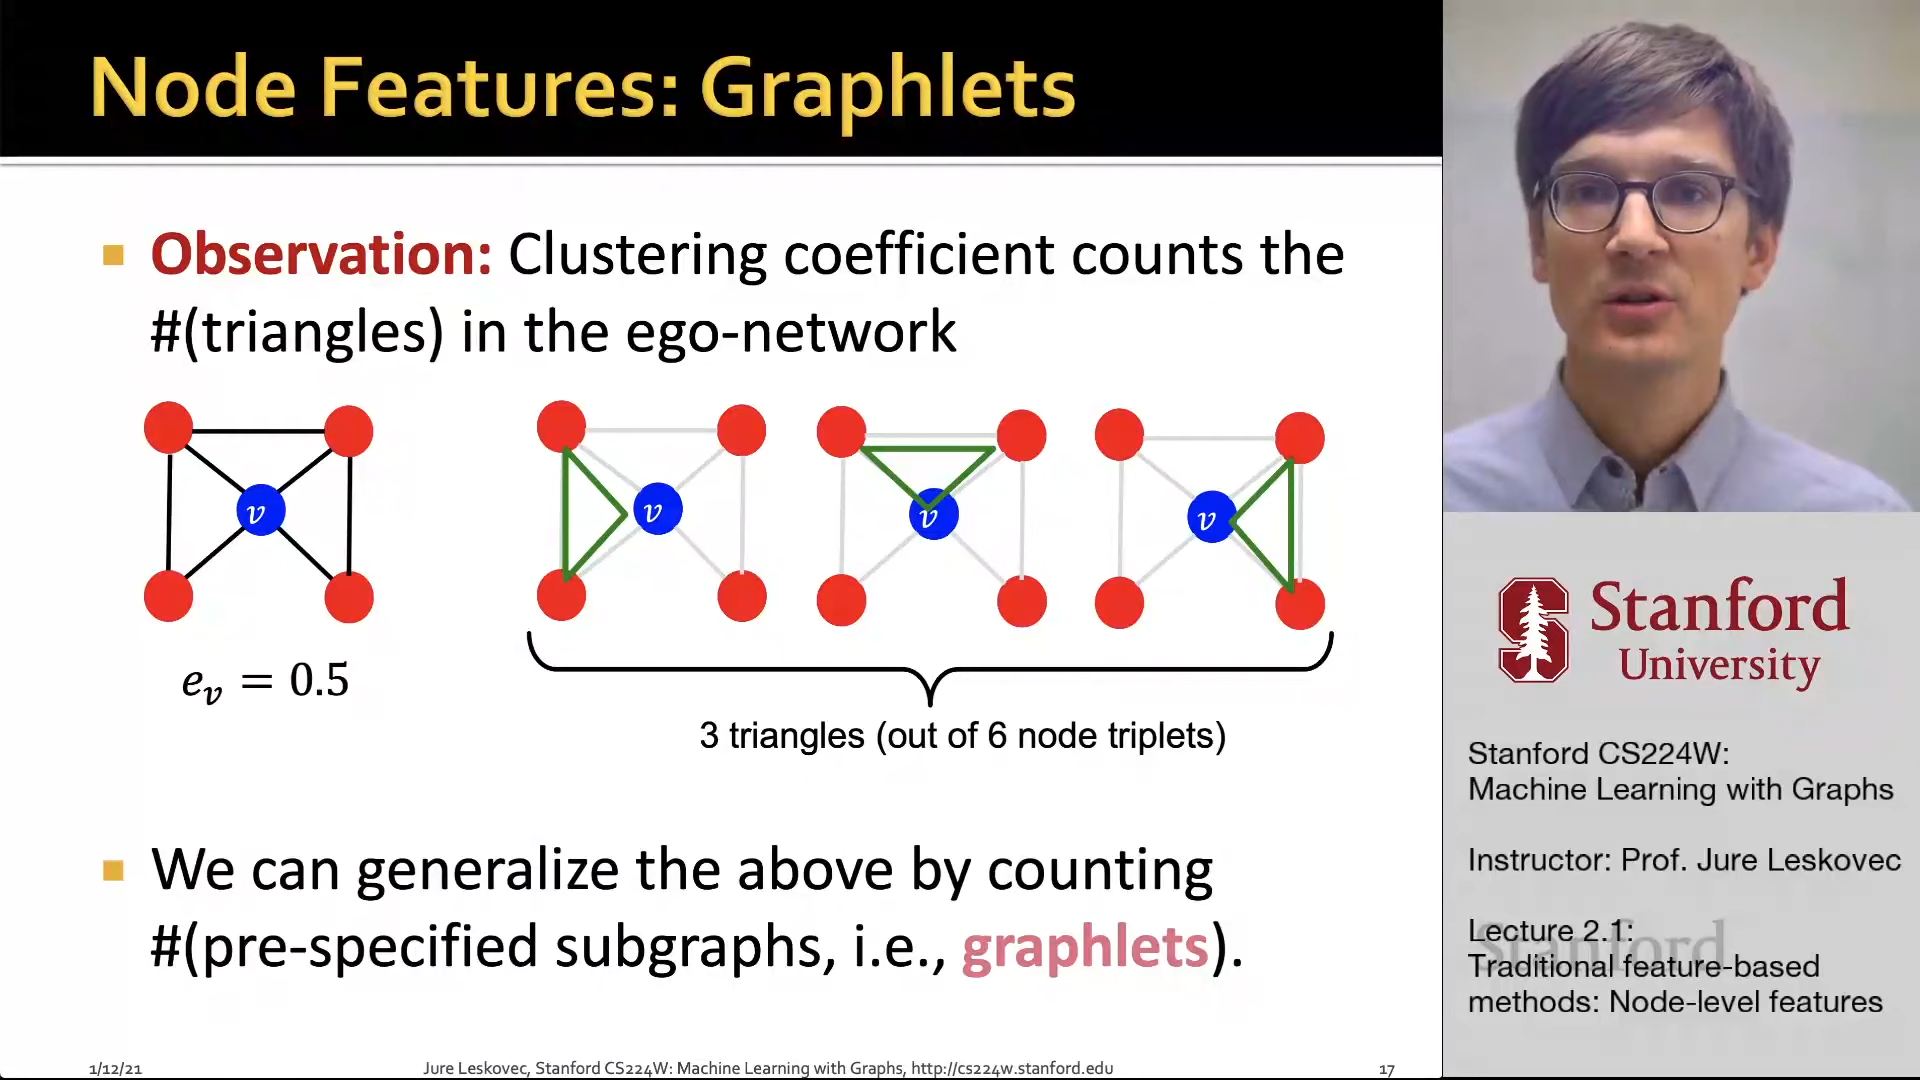 Node Features: Graphlets
Observation: Clustering coefficient counts the
#(triangles) in the ego-network
v
v
v
v
e_v = 0.5
3 triangles (out of 6 node triplets)
We can generalize the above by counting
#(pre-specified subgraphs, i.e., graphlets).
1/12/21
Jure Leskovec, Stanford CS224W: Machine Learning with Graphs, http://cs224w.stanford.edu
17
S
Stanford
University
Stanford CS224W:
Machine Learning with Graphs
Instructor: Prof. Jure Leskovec
Stanford
Lecture 2.1:
Traditional feature-based
methods: Node-level features